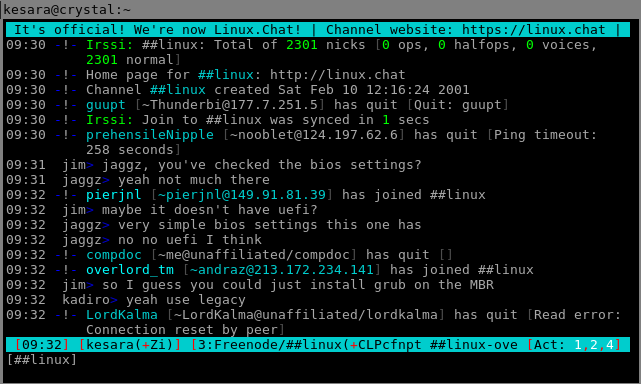 kesara@crystal:~
It's official! We're now Linux.Chat! | Channel website: https://linux.chat |
09:30 -!- Irssi: ##linux: Total of 2301 nicks [0 ops, 0 halfops, 0 voices,
2301 normal]
09:30 -!- Home page for ##linux: http://linux.chat
09:30 -!- Channel ##linux created Sat Feb 10 12:16:24 2001
09:30 -!- guupt [~Thunderbi@177.7.251.5] has quit [Quit: guupt]
09:30 -!- Irssi: Join to ##linux was synced in 1 secs
09:30 -!- prehensileNipple [~nooblet@124.197.62.6] has quit [Ping timeout:
258 seconds]
09:31 jim> jaggz, you've checked the bios settings?
09:31 jaggz> yeah not much there
09:32 -!- pierjnl [~pierjnl@149.91.81.39] has joined ##linux
09:32 jim> maybe it doesn't have uefi?
09:32 jaggz> very simple bios settings this one has
09:32 jaggz> no no uefi I think
09:32 -!- compdoc [~me@unaffiliated/compdoc] has quit []
09:32 -!- overlord_tm [~andraz@213.172.234.141] has joined ##linux
09:32 jim> so I guess you could just install grub on the MBR
09:32 kadiro> yeah use legacy
09:32 -!- LordKalma [~LordKalma@unaffiliated/lordkalma] has quit [Read error:
Connection reset by peer]
[09:32] [kesara(+Zi)] [3:Freenode/##linux(+CLPcfnpt ##linux-ove [Act: 1,2,4]
[##linux]